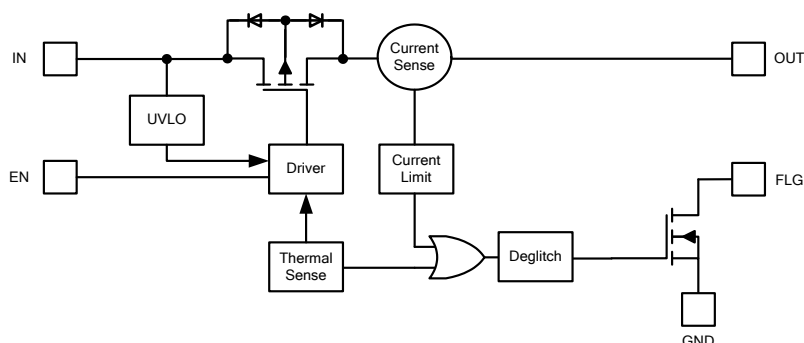 IN
Current
Sense
OUT
UVLO
EN
Driver
Current
Limit
FLG
Thermal
Sense
Deglitch
GND